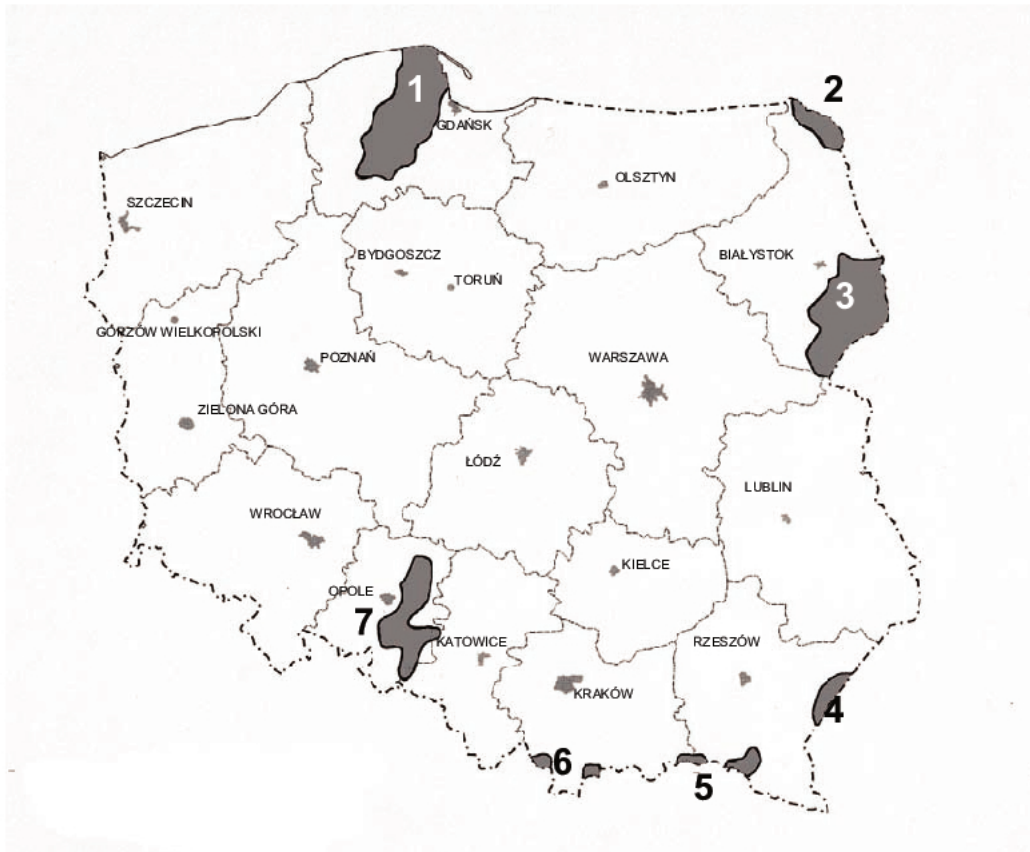 1
2
GDAŃSK
OLSZTYN
SZCZECIN
BYDGOSZCZ
BIAŁYSTOK
TORUŃ
3
GORZÓW WIELKOPOLSKI
POZNAŃ
WARSZAWA
ZIELONA GÓRA
ŁÓDŹ
LUBLIN
WROCŁAW
KIELCE
OPOLE
7
KATOWICE
RZESZÓW
KRAKÓW
4
6
5